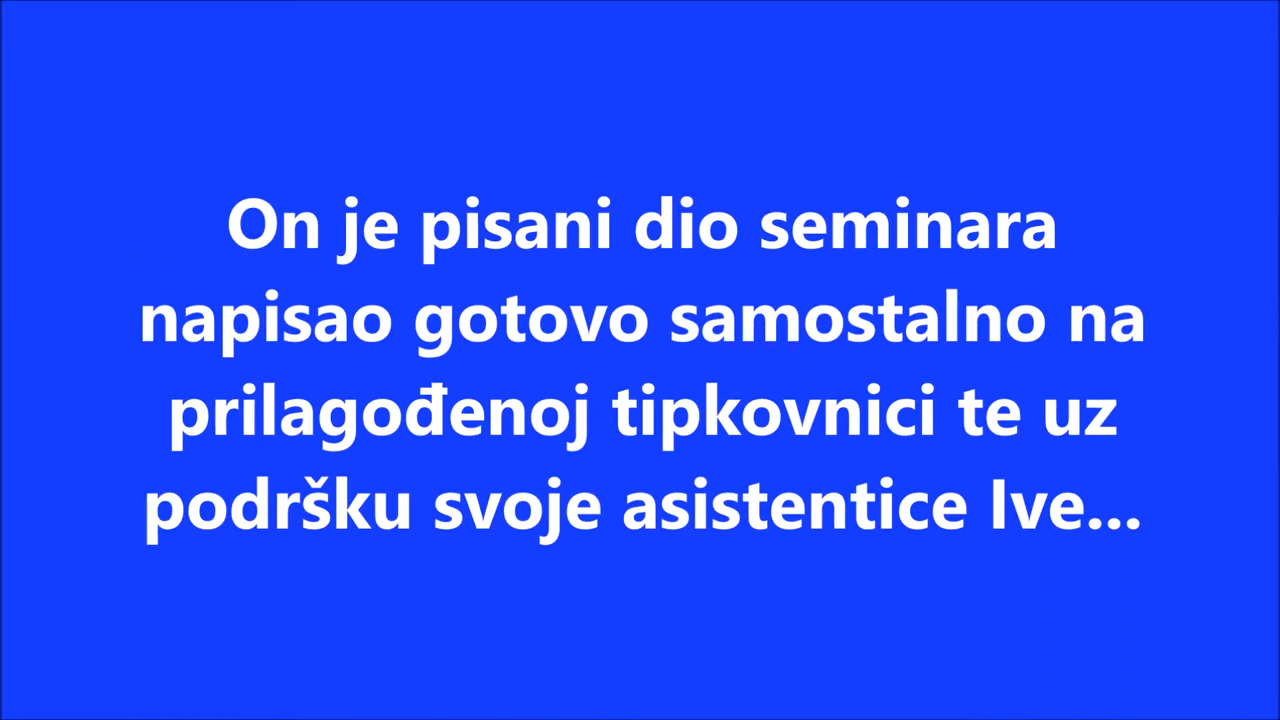 On je pisani dio seminara
napisao gotovo samostalno na
prilagođenoj tipkovnici te uz
podršku svoje asistentice Ive...